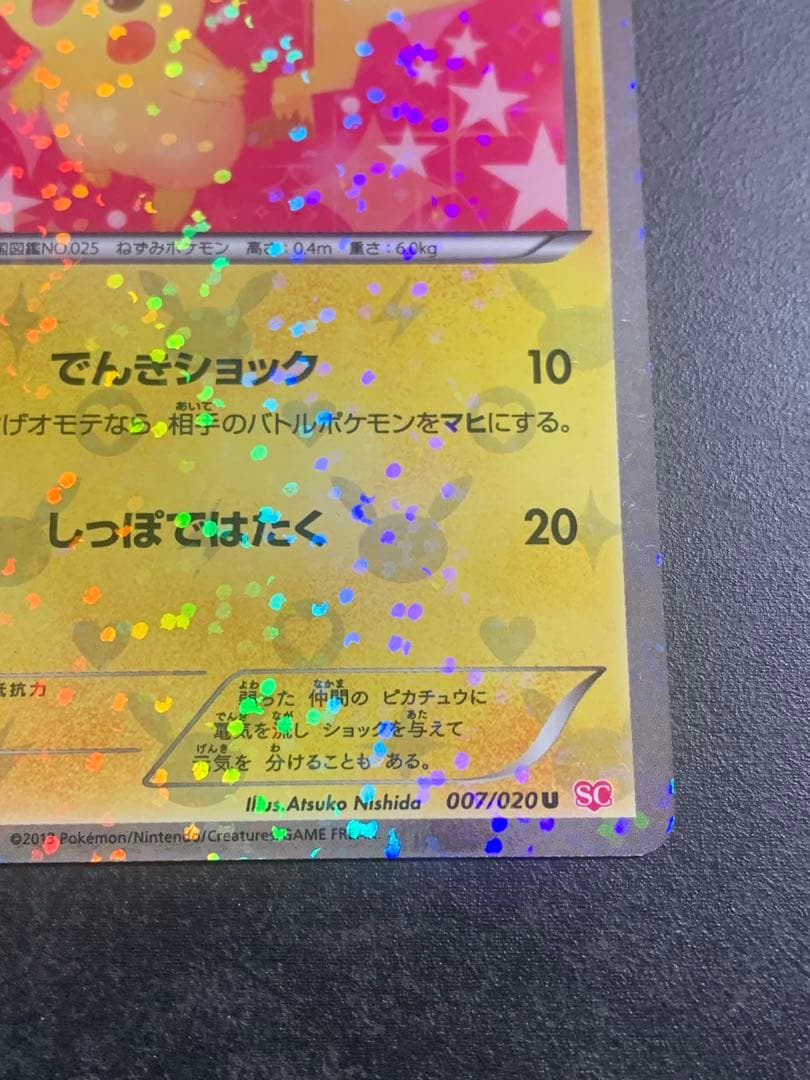 国図鑑NO.025 ねずみポケモン 高さ：0.4m 重さ：6.0kg
でんきショック 10
げオモテなら、相手のバトルポケモンをマヒにする。
しっぽではたく 20
抵抗力
弱った 仲間の ピカチュウに
電気を流し ショックを与えて
元気を 分けることも ある。
Illus.Atsuko Nishida 007/020 U SC
©2013 Pokémon/Nintendo/Creatures/GAME FREAK.